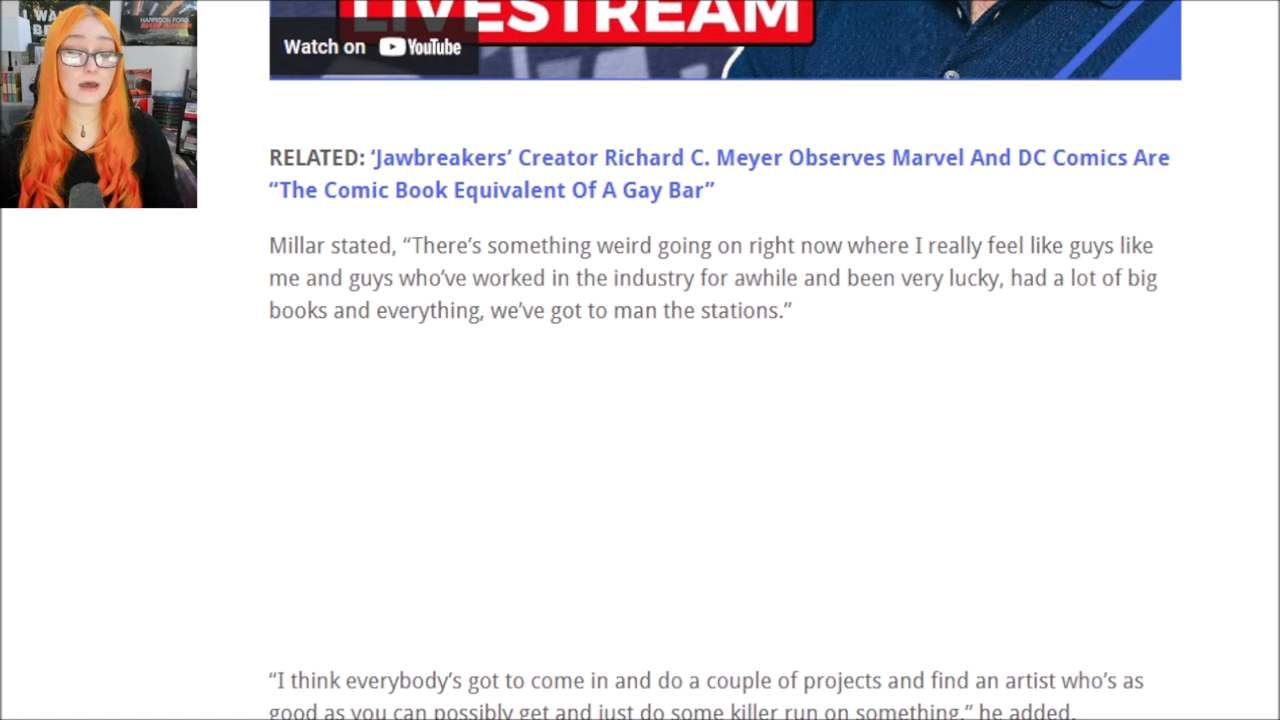 HARRISON FORD
LIVESTREAM
Watch on YouTube
RELATED: ‘Jawbreakers’ Creator Richard C. Meyer Observes Marvel And DC Comics Are
“The Comic Book Equivalent Of A Gay Bar”
Millar stated, “There’s something weird going on right now where I really feel like guys like
me and guys who’ve worked in the industry for awhile and been very lucky, had a lot of big
books and everything, we’ve got to man the stations.”
“I think everybody’s got to come in and do a couple of projects and find an artist who’s as
good as you can possibly get and just do some killer run on something,” he added.